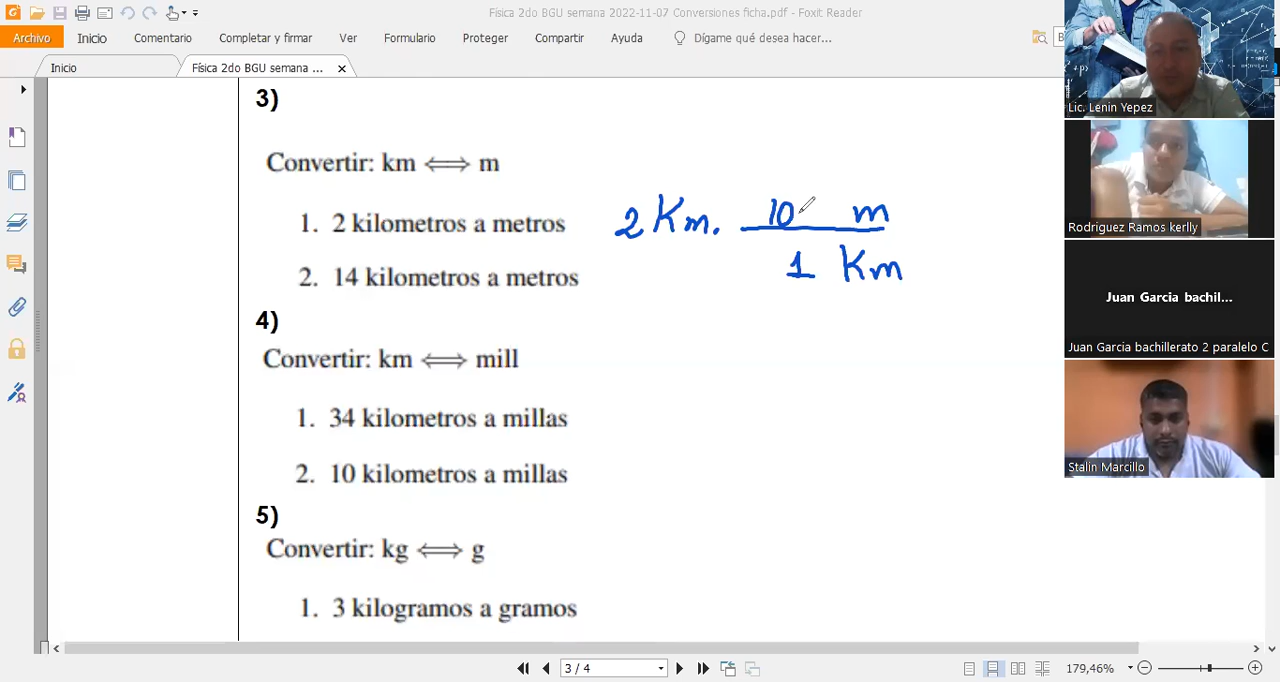 Física 2do BGU semana 2022-11-07 Conversiones ficha.pdf - Foxit Reader
Archivo Inicio Comentario Completar y firmar Ver Formulario Proteger Compartir Ayuda Dígame qué desea hacer...
Inicio Física 2do BGU semana ...
3)
Convertir: km ⟺ m
1. 2 kilometros a metros
2 Km. 10 m
1 Km
2. 14 kilometros a metros
4)
Convertir: km ⟺ mill
1. 34 kilometros a millas
2. 10 kilometros a millas
5)
Convertir: kg ⟺ g
1. 3 kilogramos a gramos
3 / 4
179,46%
Lic. Lenin Yepez
Rodriguez Ramos kerlly
Juan Garcia bachil...
Juan Garcia bachillerato 2 paralelo C
Stalin Marcillo